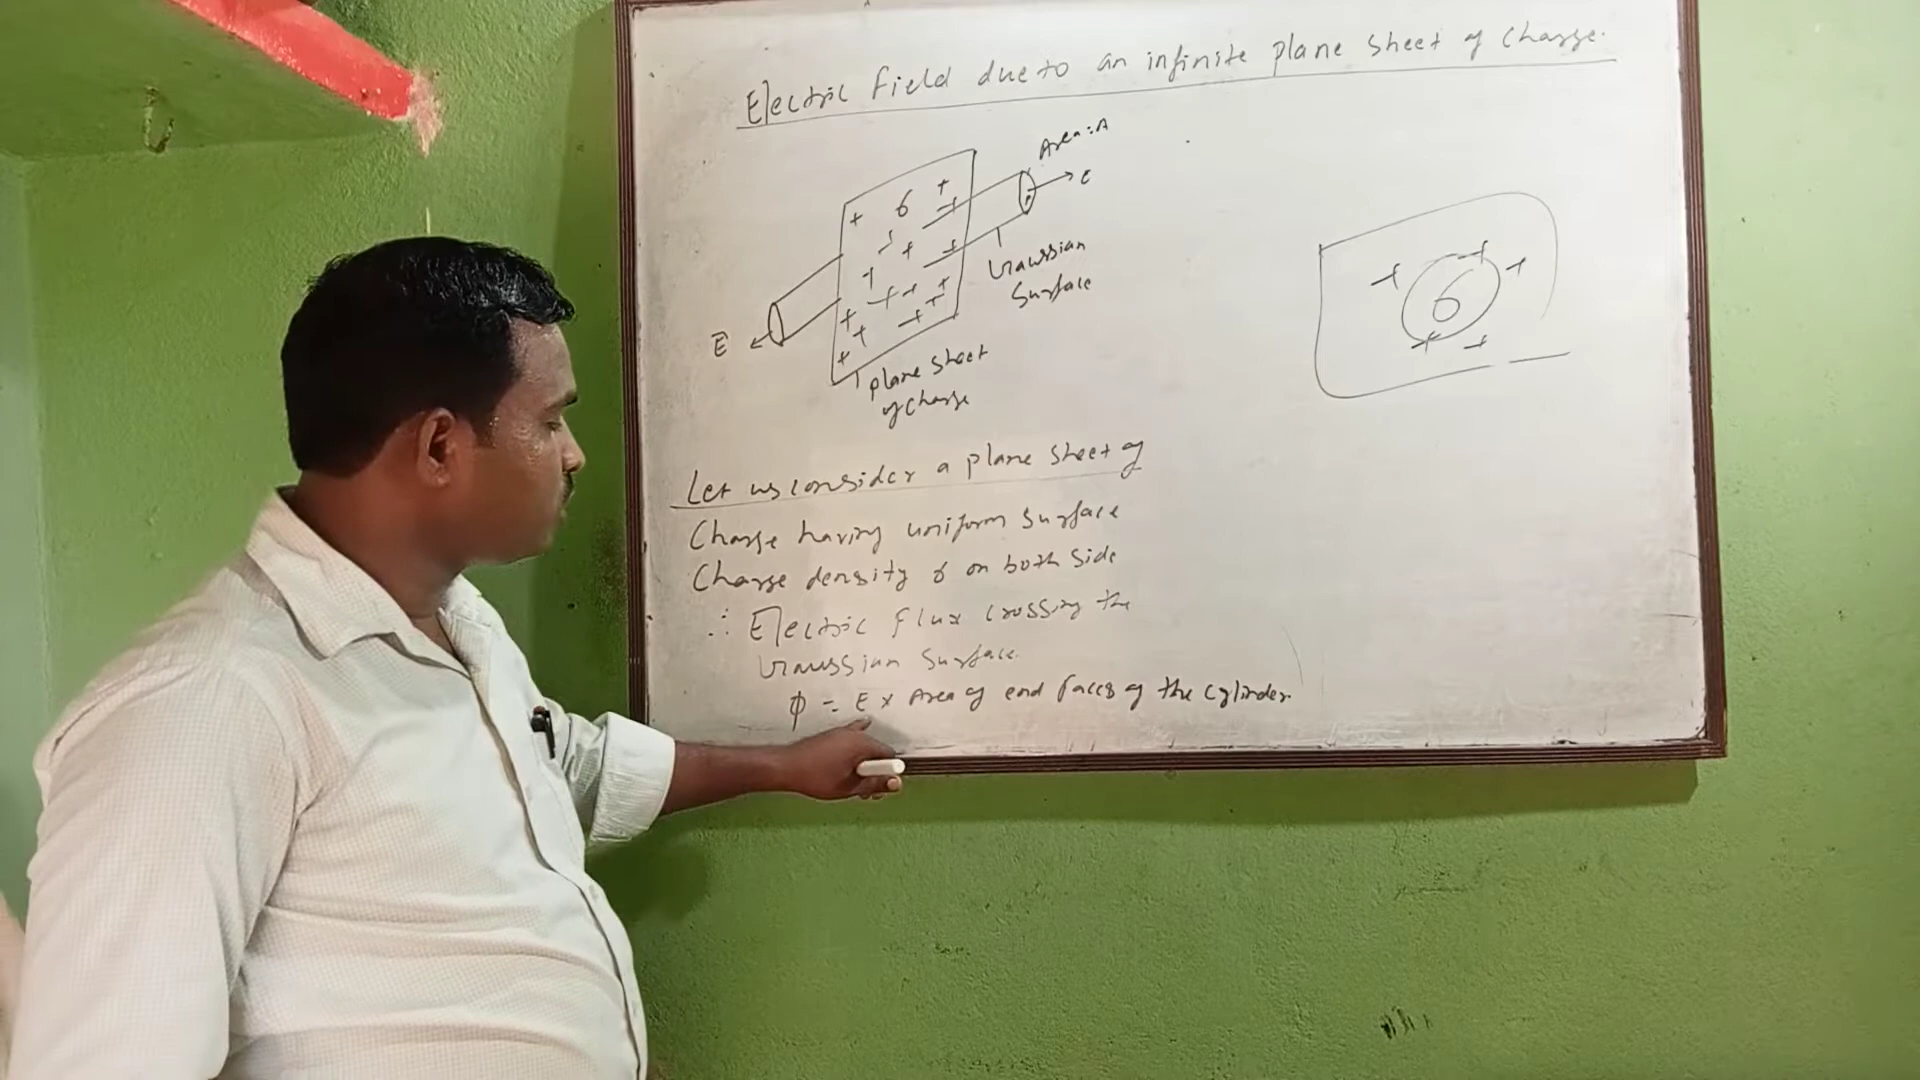 Electric field due to an infinite plane sheet of charge.
Area = A
E
σ
Gaussian
Surface
E
plane sheet
of charge
σ
Let us consider a plane sheet of
Charge having uniform surface
Charge density σ on both side
∴ Electric flux crossing the
Gaussian surface.
φ = E x Area of end faces of the cylinder